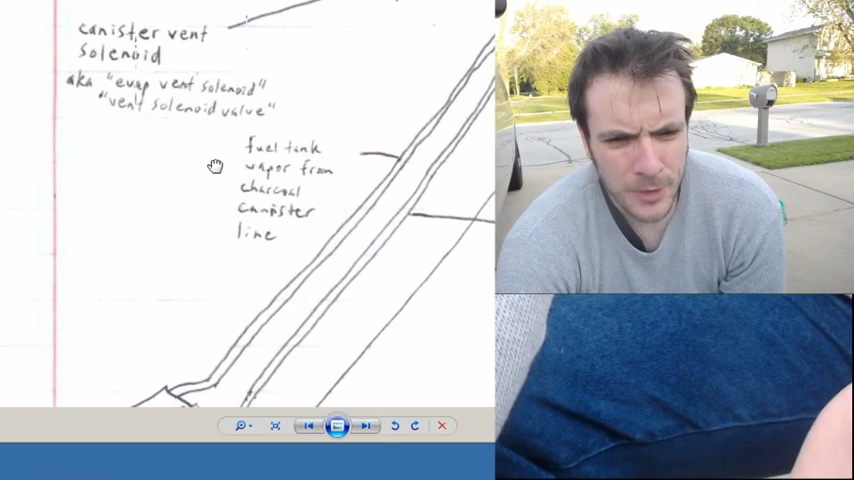 canister vent
solenoid
aka "evap vent solenoid"
"vent solenoid valve"
fuel tank
vapor from
charcoal
canister
line